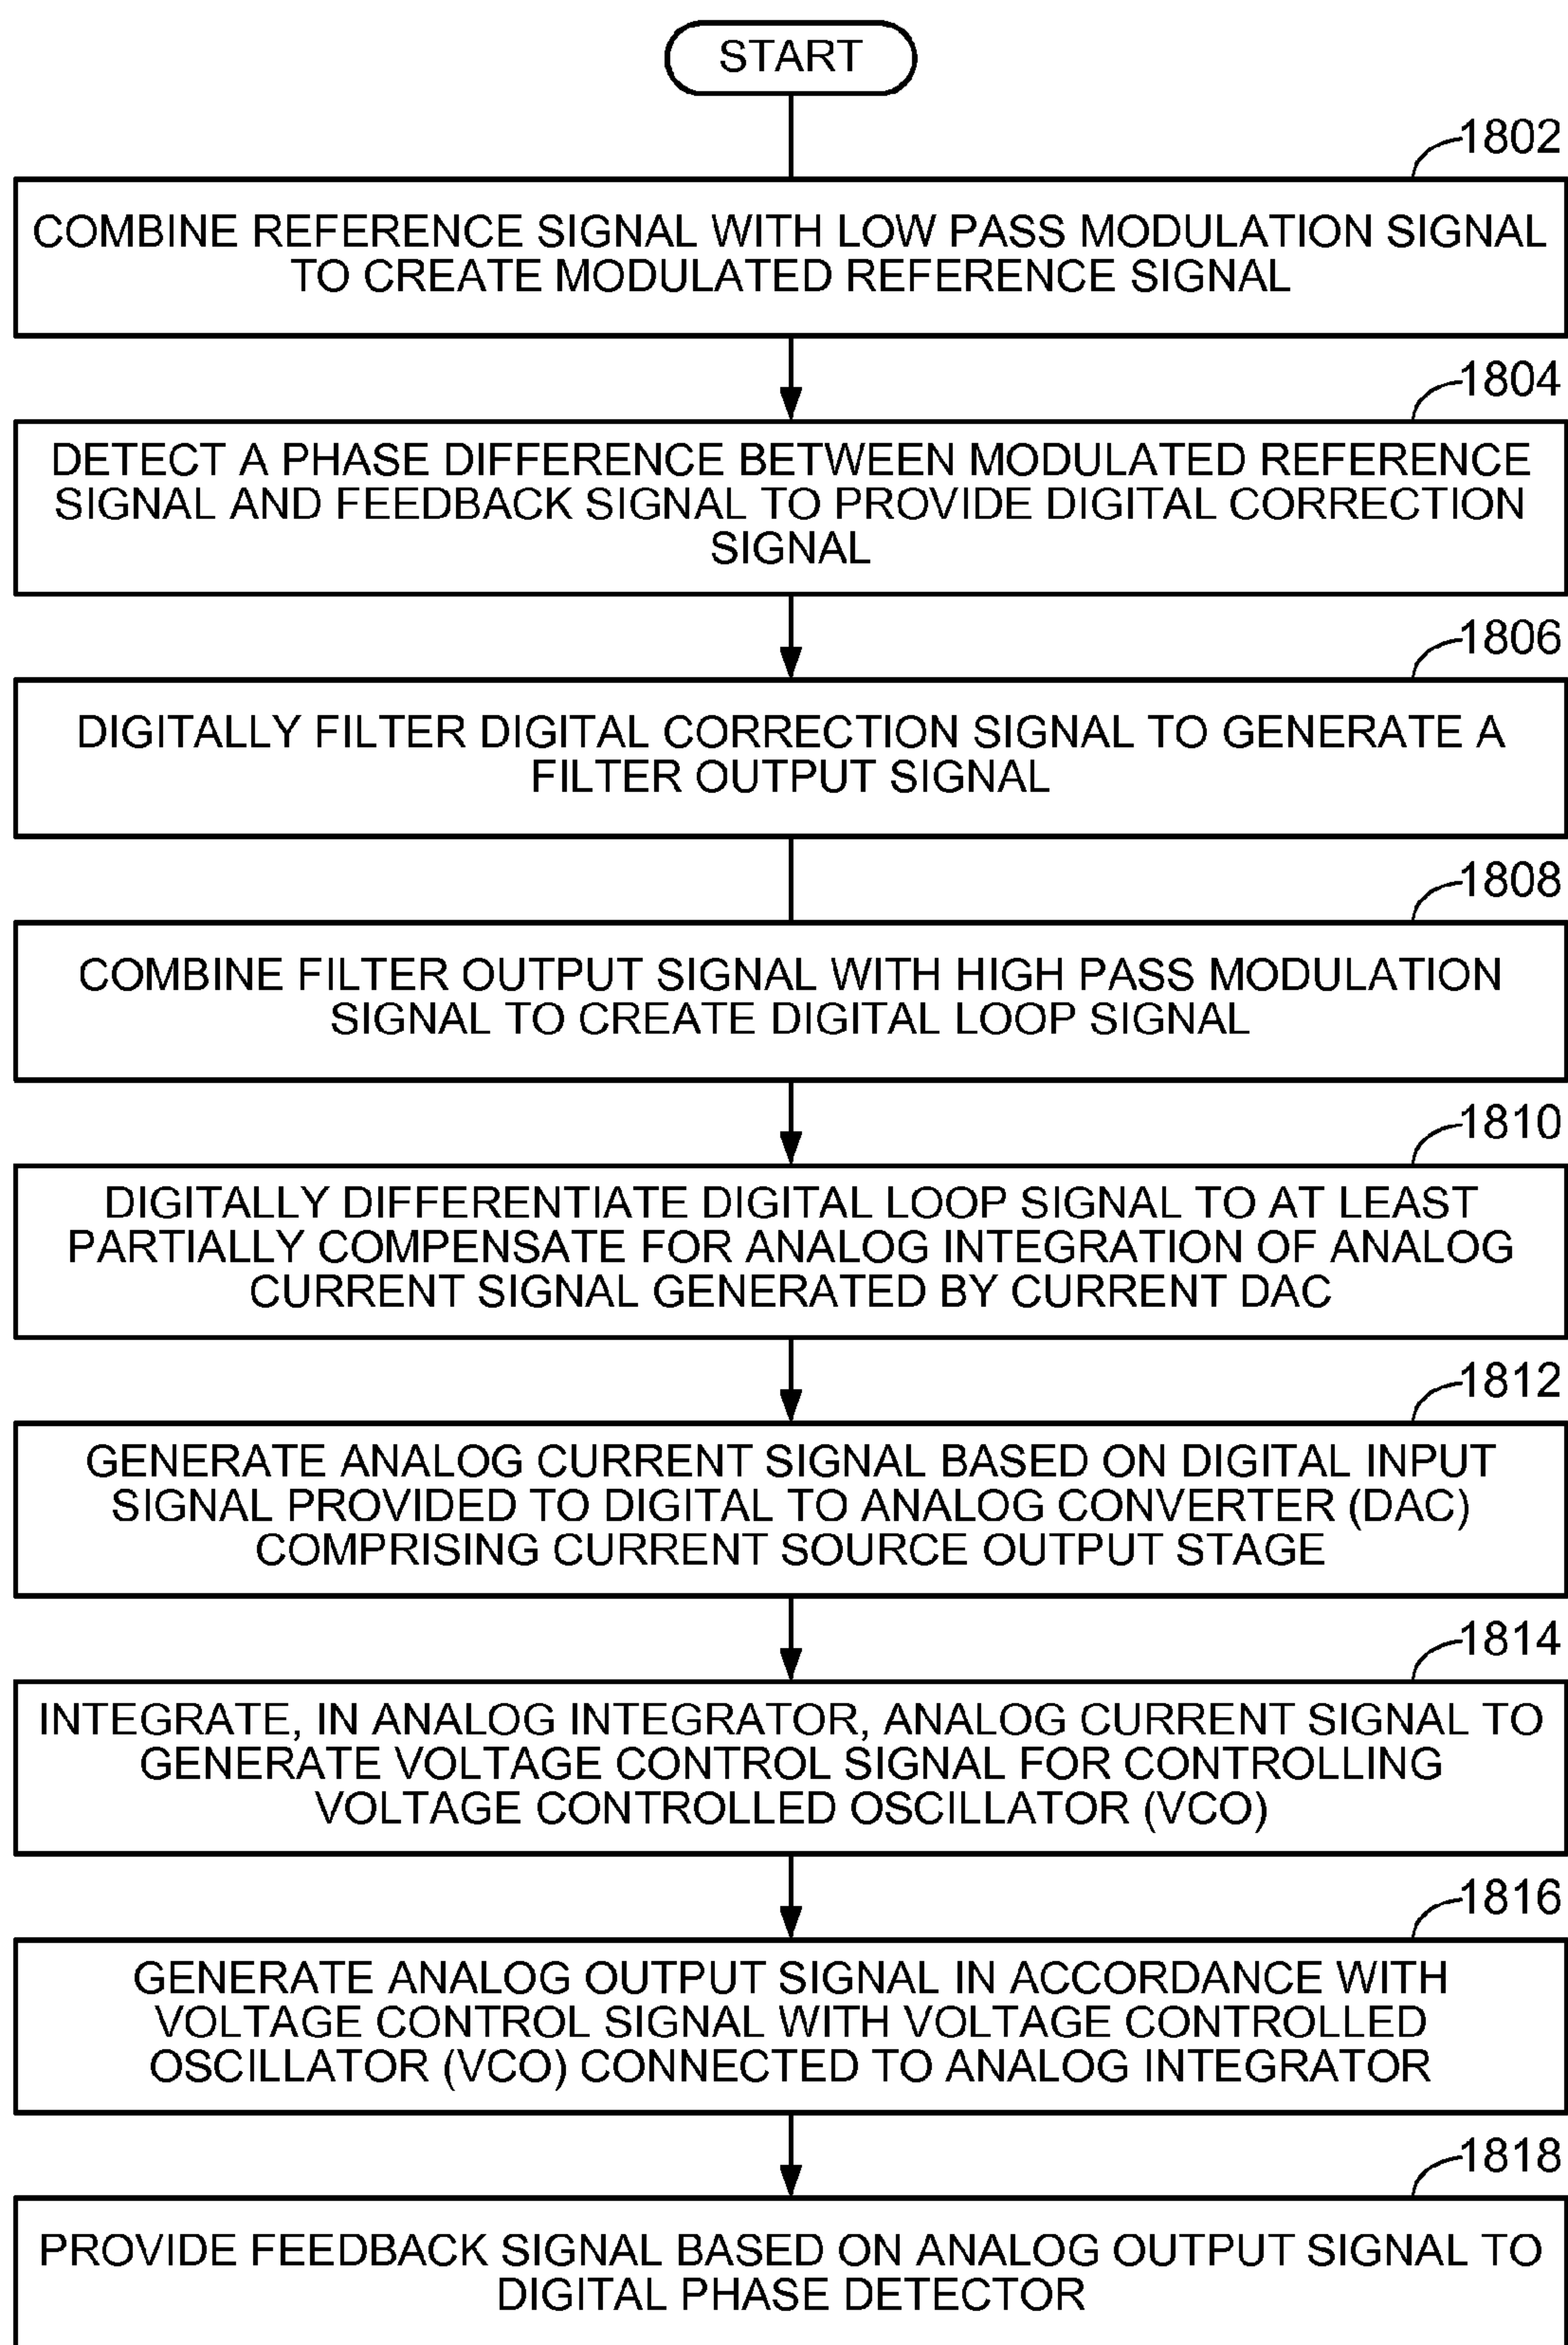 START
1802
COMBINE REFERENCE SIGNAL WITH LOW PASS MODULATION SIGNAL
TO CREATE MODULATED REFERENCE SIGNAL
1804
DETECT A PHASE DIFFERENCE BETWEEN MODULATED REFERENCE
SIGNAL AND FEEDBACK SIGNAL TO PROVIDE DIGITAL CORRECTION
SIGNAL
1806
DIGITALLY FILTER DIGITAL CORRECTION SIGNAL TO GENERATE A
FILTER OUTPUT SIGNAL
1808
COMBINE FILTER OUTPUT SIGNAL WITH HIGH PASS MODULATION
SIGNAL TO CREATE DIGITAL LOOP SIGNAL
1810
DIGITALLY DIFFERENTIATE DIGITAL LOOP SIGNAL TO AT LEAST
PARTIALLY COMPENSATE FOR ANALOG INTEGRATION OF ANALOG
CURRENT SIGNAL GENERATED BY CURRENT DAC
1812
GENERATE ANALOG CURRENT SIGNAL BASED ON DIGITAL INPUT
SIGNAL PROVIDED TO DIGITAL TO ANALOG CONVERTER (DAC)
COMPRISING CURRENT SOURCE OUTPUT STAGE
1814
INTEGRATE, IN ANALOG INTEGRATOR, ANALOG CURRENT SIGNAL TO
GENERATE VOLTAGE CONTROL SIGNAL FOR CONTROLLING
VOLTAGE CONTROLLED OSCILLATOR (VCO)
1816
GENERATE ANALOG OUTPUT SIGNAL IN ACCORDANCE WITH
VOLTAGE CONTROL SIGNAL WITH VOLTAGE CONTROLLED
OSCILLATOR (VCO) CONNECTED TO ANALOG INTEGRATOR
1818
PROVIDE FEEDBACK SIGNAL BASED ON ANALOG OUTPUT SIGNAL TO
DIGITAL PHASE DETECTOR